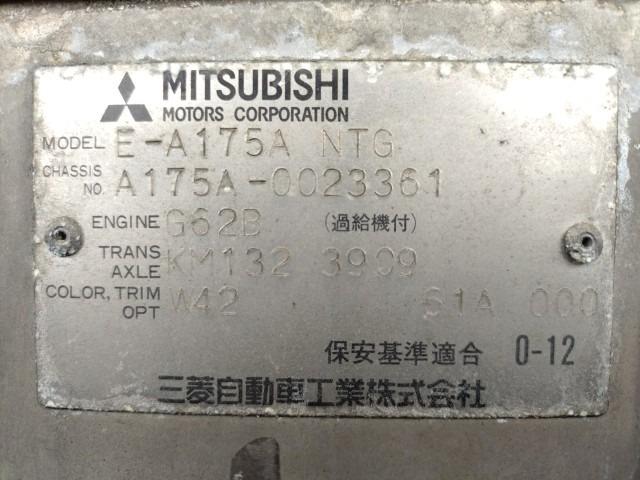 MITSUBISHI
MOTORS CORPORATION
MODEL E-A175A NTG
CHASSIS NO A175A-0023361
ENGINE G62B (過給機付)
TRANS AXLE KM132 3909
COLOR, TRIM OPT W42 61A 000
保安基準適合 0-12
三菱自動車工業株式会社